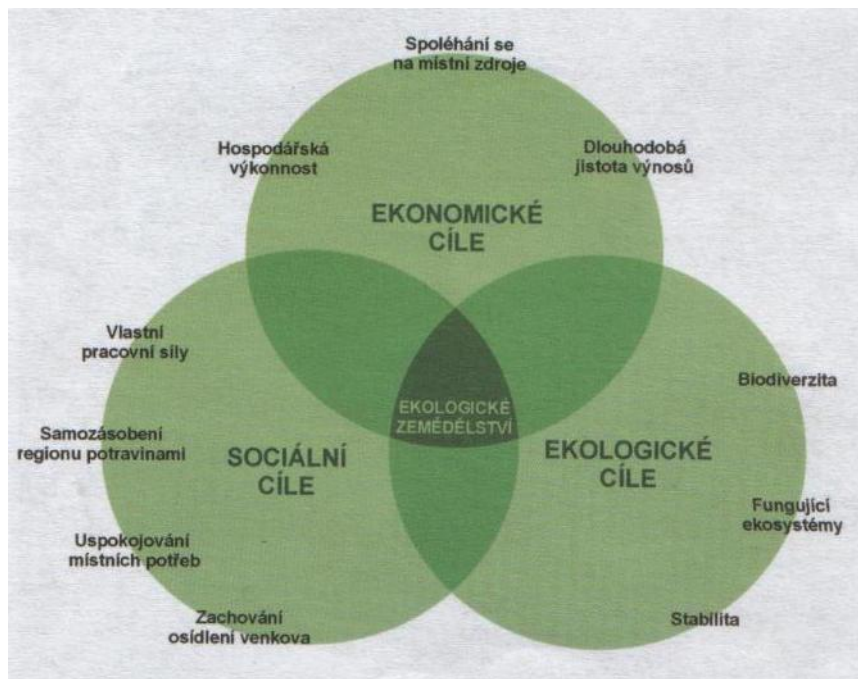 Spoléhání se
na místní zdroje
Hospodářská
výkonnost
Dlouhodobá
jistota výnosů
EKONOMICKÉ
CÍLE
Vlastní
pracovní síly
Biodiverzita
EKOLOGICKÉ
ZEMĚDĚLSTVÍ
Samozásobení
regionu potravinami
SOCIÁLNÍ
CÍLE
EKOLOGICKÉ
CÍLE
Fungující
ekosystémy
Uspokojování
místních potřeb
Zachování
osídlení venkova
Stabilita